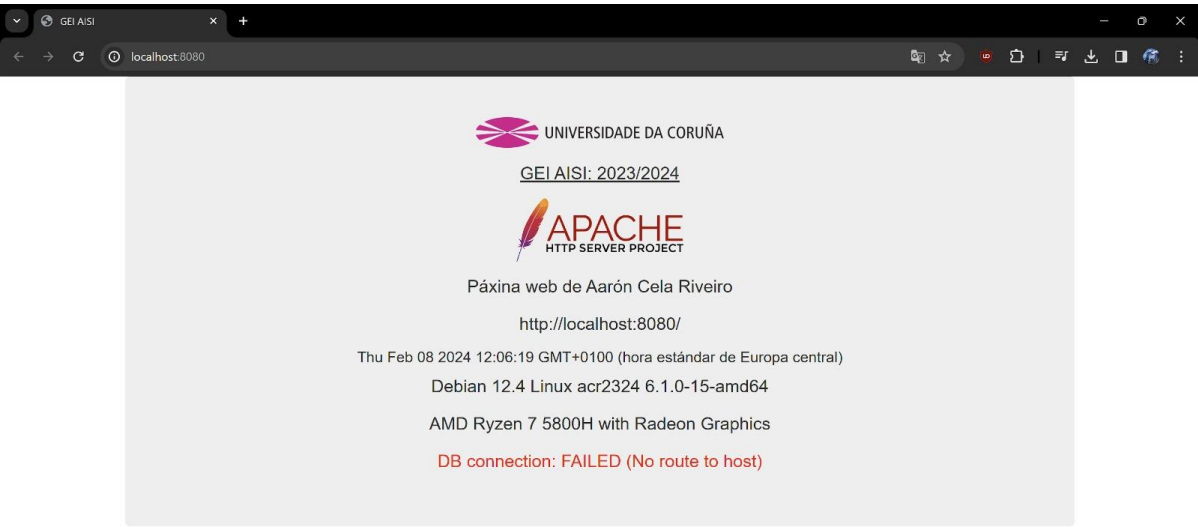 GEI AISI
localhost:8080
UNIVERSIDADE DA CORUÑA
GEI AISI: 2023/2024
APACHE
HTTP SERVER PROJECT
Páxina web de Aarón Cela Riveiro
http://localhost:8080/
Thu Feb 08 2024 12:06:19 GMT+0100 (hora estándar de Europa central)
Debian 12.4 Linux acr2324 6.1.0-15-amd64
AMD Ryzen 7 5800H with Radeon Graphics
DB connection: FAILED (No route to host)